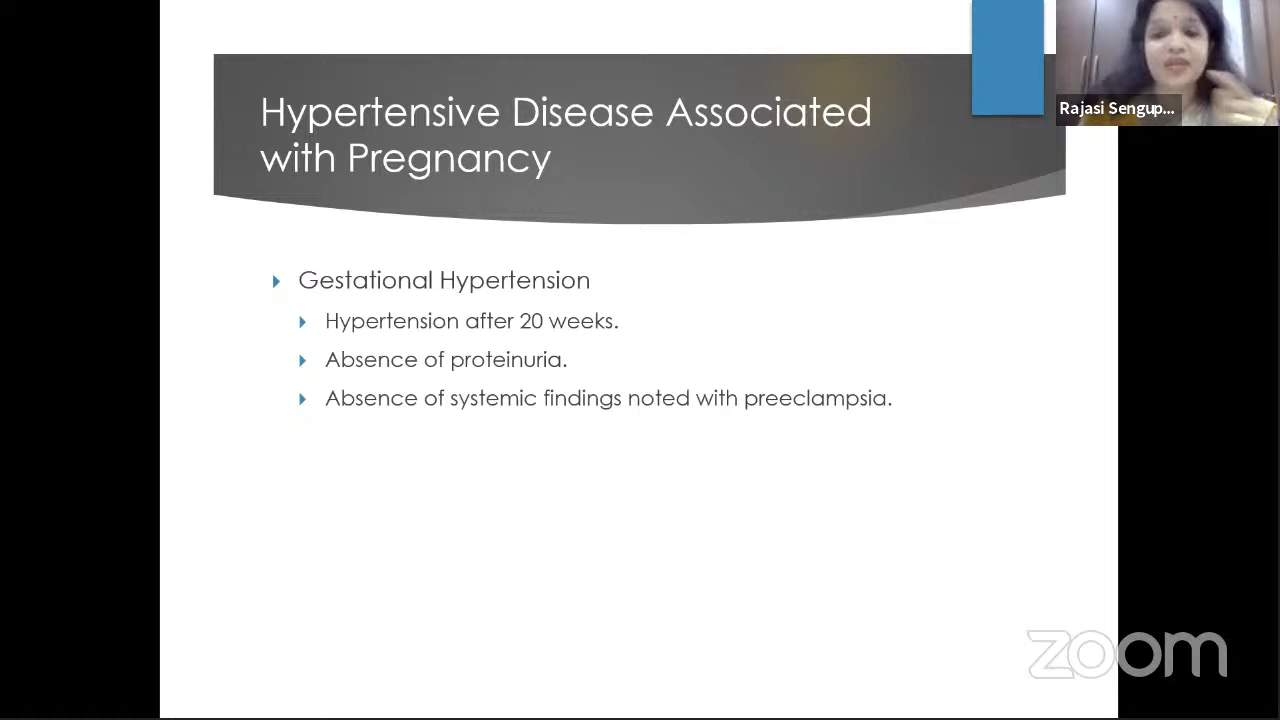 Hypertensive Disease Associated
with Pregnancy
Rajasi Sengup...
Gestational Hypertension
Hypertension after 20 weeks.
Absence of proteinuria.
Absence of systemic findings noted with preeclampsia.
zoom